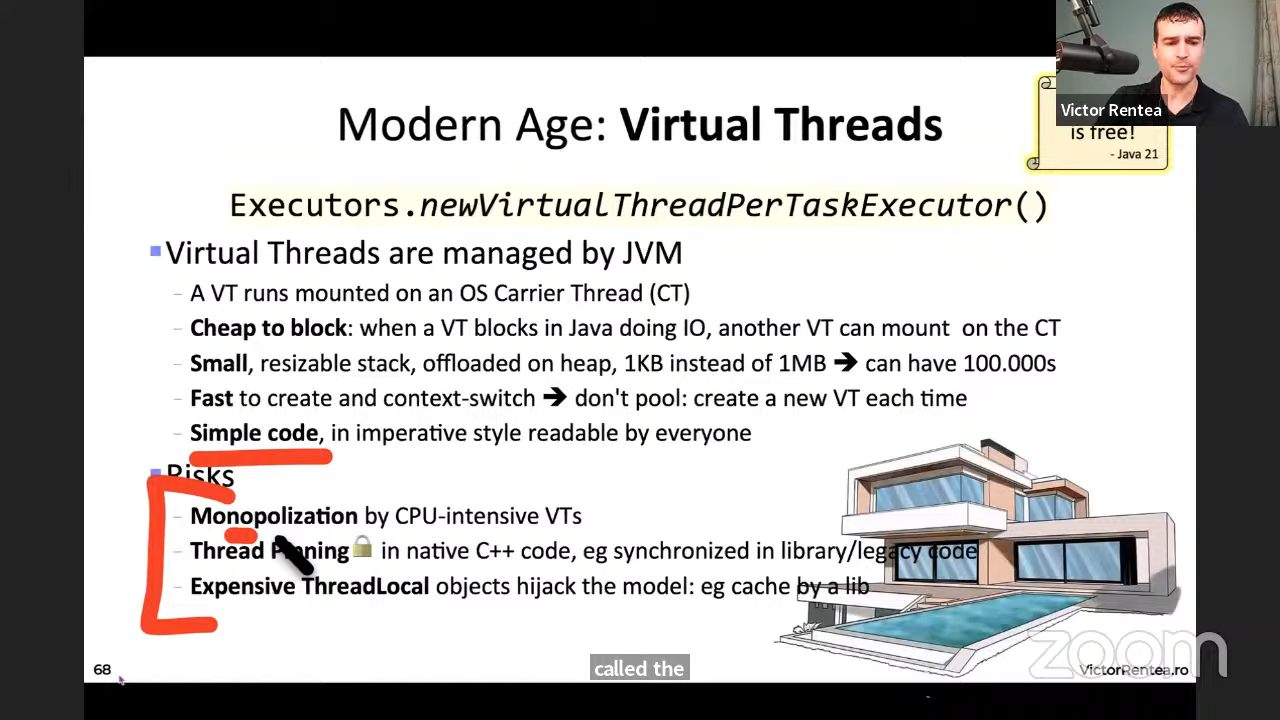 Victor Rentea
is free!
- Java 21
Modern Age: Virtual Threads
Executors.newVirtualThreadPerTaskExecutor()
Virtual Threads are managed by JVM
– A VT runs mounted on an OS Carrier Thread (CT)
– Cheap to block: when a VT blocks in Java doing IO, another VT can mount on the CT
– Small, resizable stack, offloaded on heap, 1KB instead of 1MB ➔ can have 100.000s
– Fast to create and context-switch ➔ don't pool: create a new VT each time
– Simple code, in imperative style readable by everyone
Risks
– Monopolization by CPU-intensive VTs
– Thread Pinning 🔒 in native C++ code, eg synchronized in library/legacy code
– Expensive ThreadLocal objects hijack the model: eg cache by a lib
called the
zoom
68
VictorRentea.ro